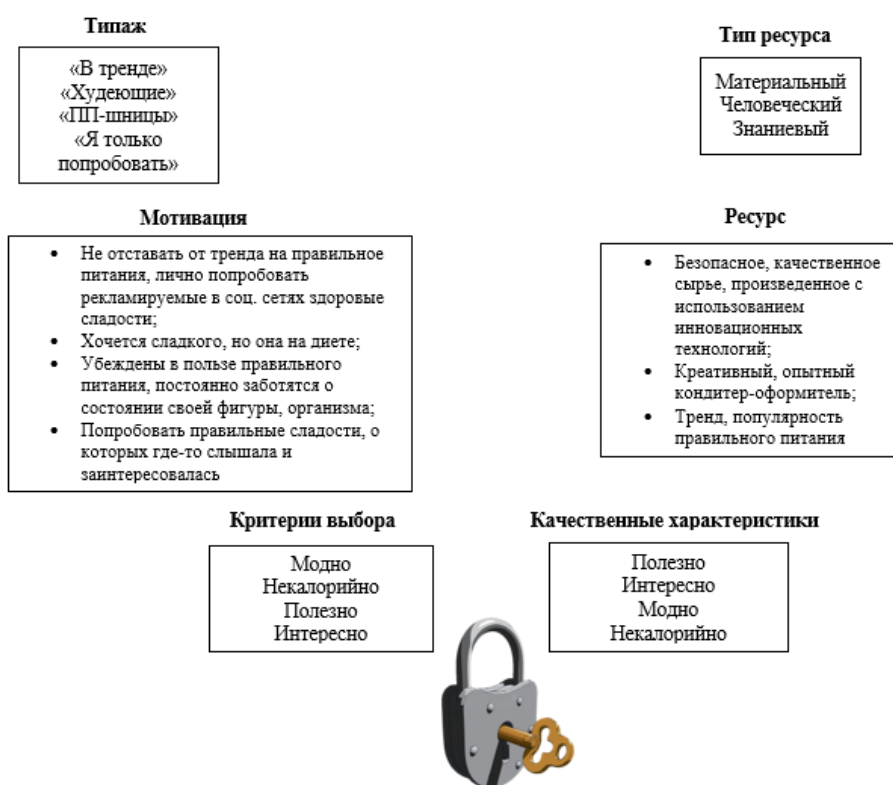 Типаж
«В тренде»
«Худеющие»
«ПП-шницы»
«Я только
попробовать»
Тип ресурса
Материальный
Человеческий
Знаниевый
Мотивация
• Не отставать от тренда на правильное
питания, лично попробовать
рекламируемые в соц. сетях здоровые
сладости;
• Хочется сладкого, но она на диете;
• Убеждены в пользе правильного
питания, постоянно заботятся о
состоянии своей фигуры, организма;
• Попробовать правильные сладости, о
которых где-то слышала и
заинтересовалась
Ресурс
• Безопасное, качественное
сырье, произведенное с
использованием
инновационных
технологий;
• Креативный, опытный
кондитер-оформитель;
• Тренд, популярность
правильного питания
Критерии выбора
Модно
Некалорийно
Полезно
Интересно
Качественные характеристики
Полезно
Интересно
Модно
Некалорийно